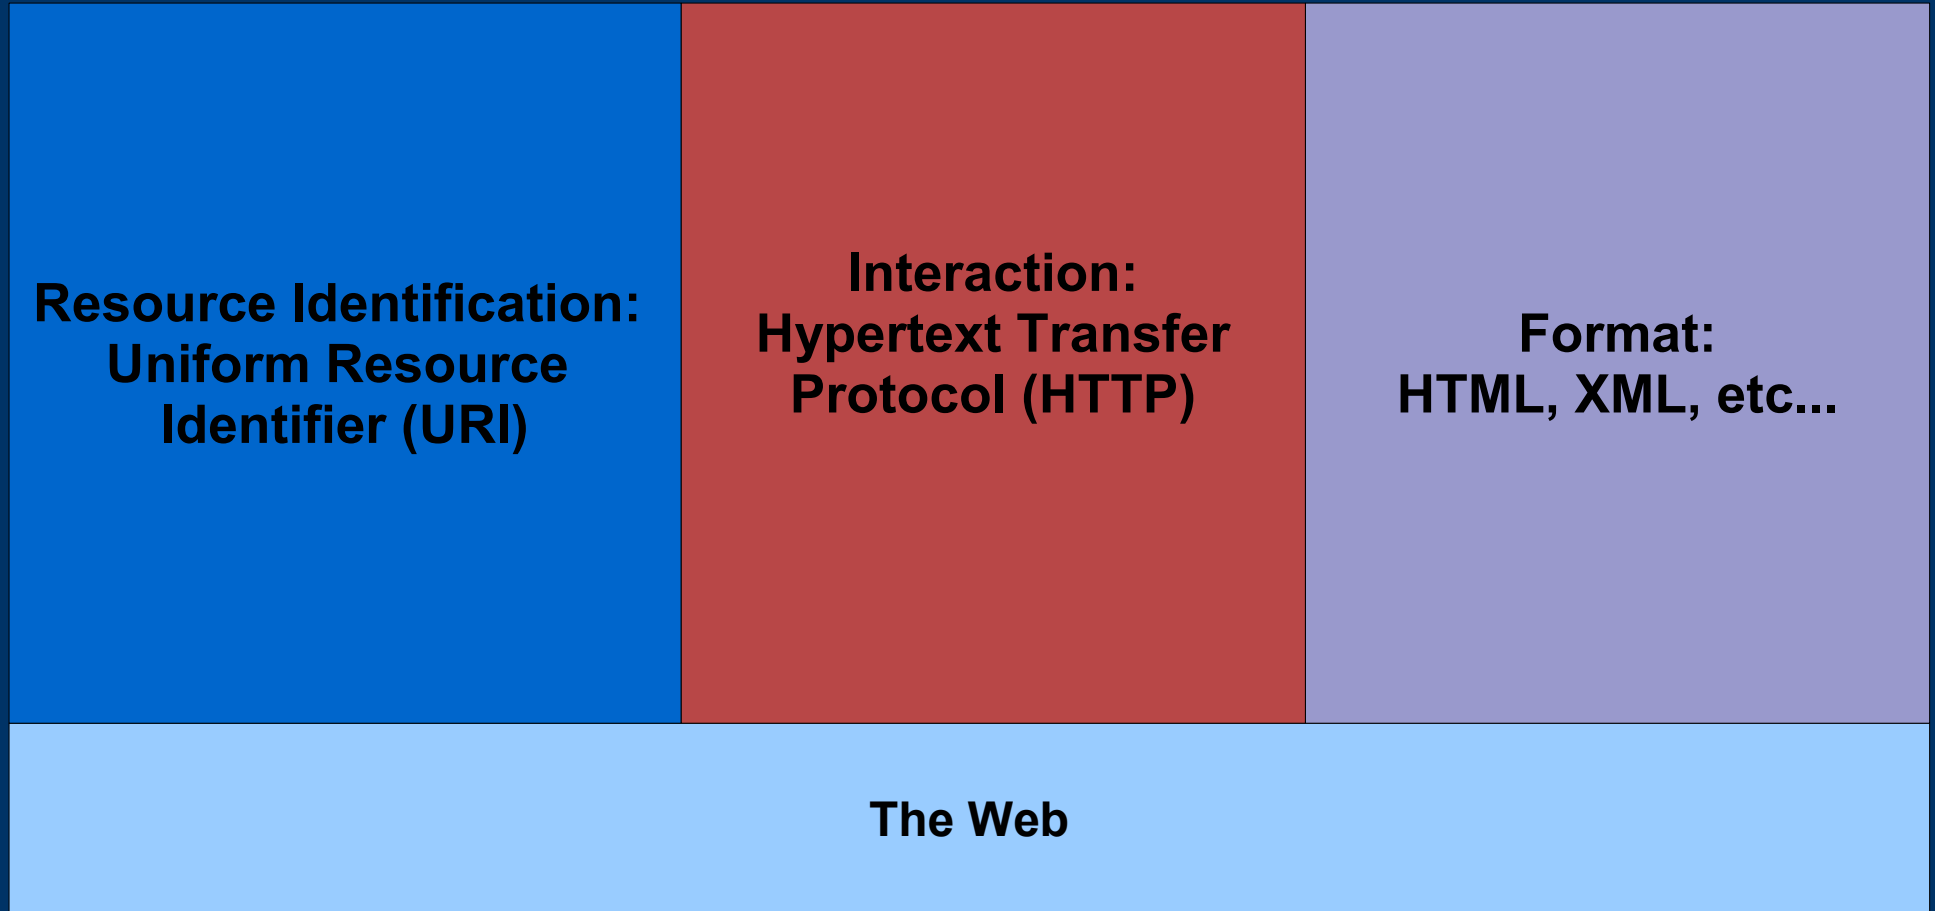 Resource Identification:
Uniform Resource
Identifier (URI)
Interaction:
Hypertext Transfer
Protocol (HTTP)
Format:
HTML, XML, etc...
The Web